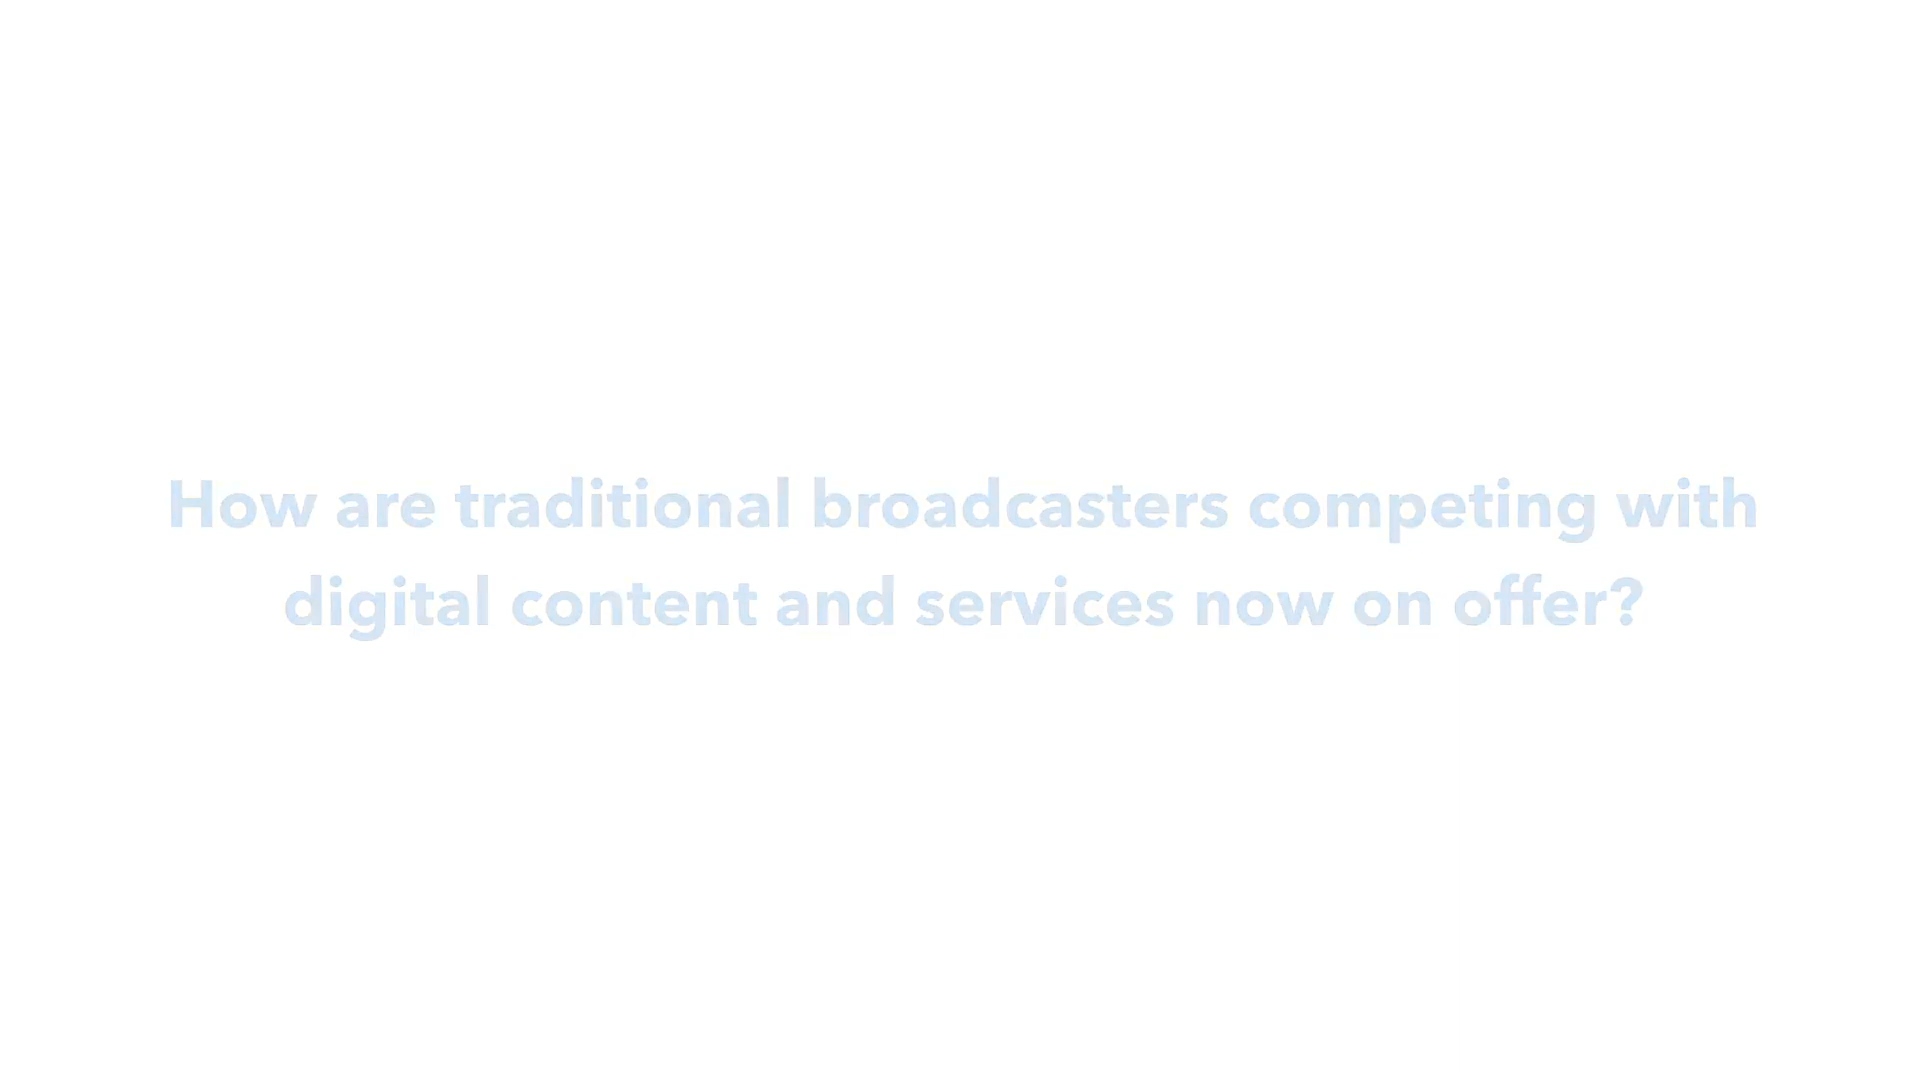 How are traditional broadcasters competing with
digital content and services now on offer?